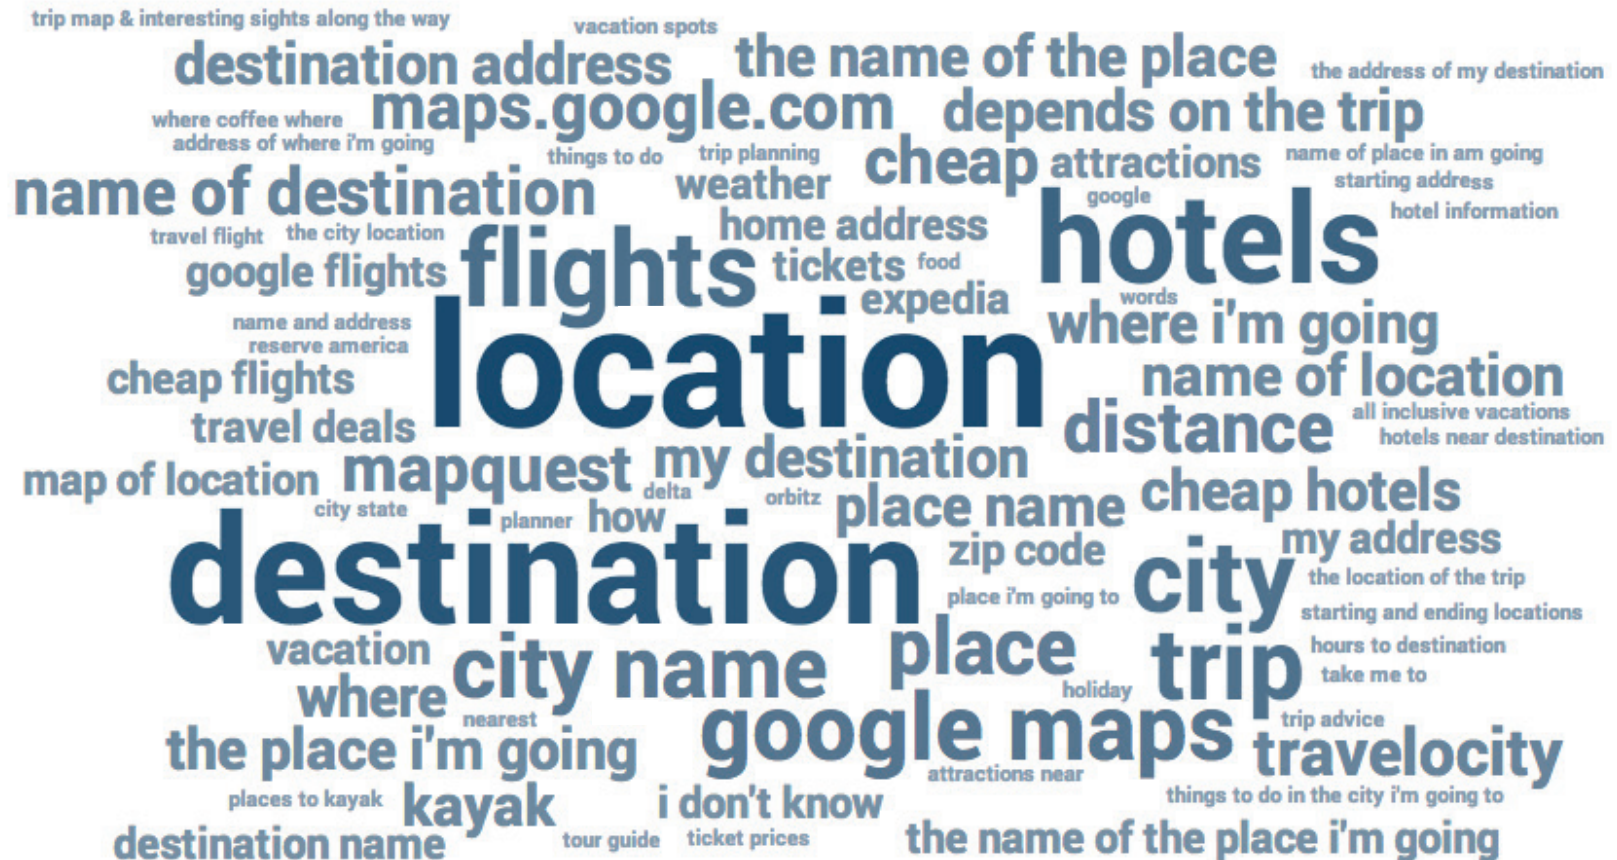 trip map & interesting sights along the way
vacation spots
destination address
the name of the place
the address of my destination
maps.google.com
depends on the trip
where coffee where
address of where i'm going
things to do
trip planning
cheap
attractions
name of place in am going
name of destination
weather
google
starting address
hotel information
travel flight
the city location
home address
hotels
google flights
flights
tickets
food
expedia
words
where i'm going
name and address
reserve america
location
cheap flights
name of location
travel deals
distance
all inclusive vacations
hotels near destination
map of location
mapquest
my destination
delta
orbitz
place name
cheap hotels
city state
planner
how
destination
zip code
city
my address
the location of the trip
place i'm going to
starting and ending locations
vacation
city name
place
trip
hours to destination
take me to
where
nearest
holiday
google maps
trip advice
the place i'm going
travelocity
attractions near
places to kayak
kayak
i don't know
things to do in the city i'm going to
destination name
tour guide
ticket prices
the name of the place i'm going